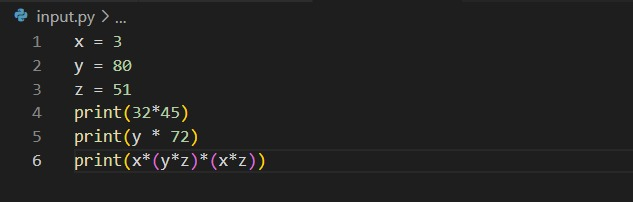 input.py > ...
1 x = 3
2 y = 80
3 z = 51
4 print(32*45)
5 print(y * 72)
6 print(x*(y*z)*(x*z))